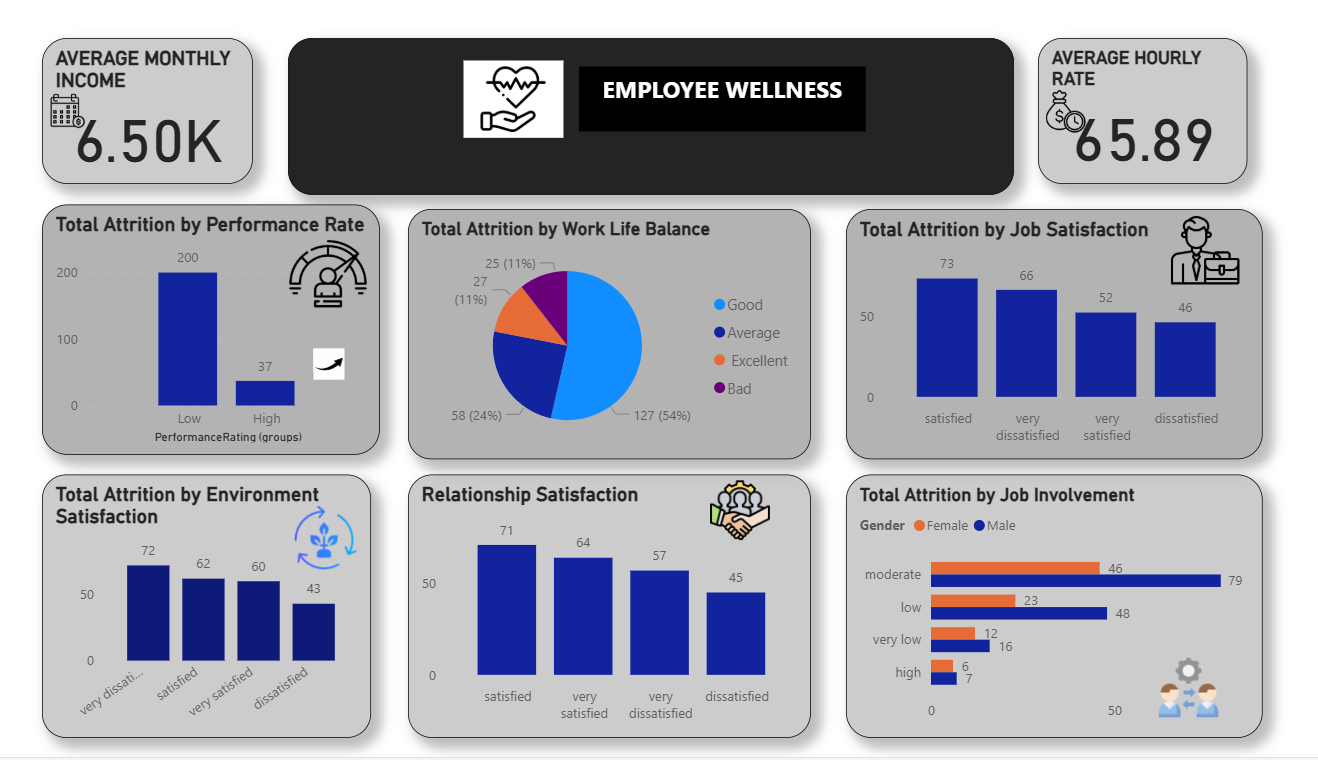 AVERAGE MONTHLY
INCOME
6.50K
EMPLOYEE WELLNESS
AVERAGE HOURLY
RATE
65.89
Total Attrition by Performance Rate
200
200
100
37
0
Low High
PerformanceRating (groups)
Total Attrition by Work Life Balance
25 (11%)
27
(11%)
58 (24%)
127 (54%)
Good
Average
Excellent
Bad
Total Attrition by Job Satisfaction
73
66
52
46
50
0
satisfied
very
dissatisfied
very
satisfied
dissatisfied
Total Attrition by Environment
Satisfaction
72
62
60
43
50
0
very dissati...
satisfied
very satisfied
dissatisfied
Relationship Satisfaction
71
64
57
45
50
0
satisfied
very
satisfied
very
dissatisfied
dissatisfied
Total Attrition by Job Involvement
Gender Female Male
moderate 46
79
low 23
48
very low 12
16
high 6
7
0 50